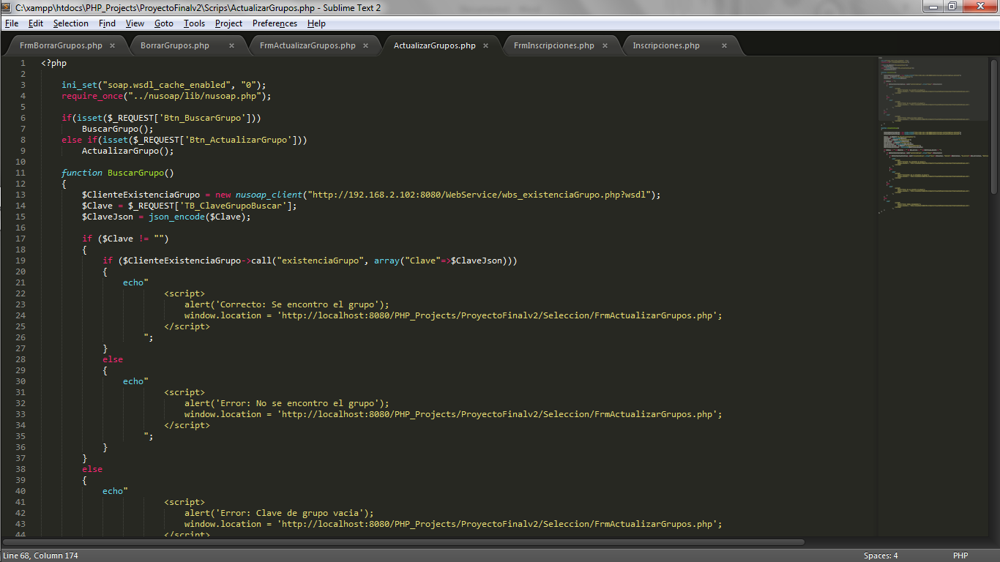 C:\xampp\htdocs\PHP_Projects\ProyectoFinalv2\Scrips\ActualizarGrupos.php - Sublime Text 2
File Edit Selection Find View Goto Tools Project Preferences Help
FrmBorrarGrupos.php × BorrarGrupos.php × FrmActualizarGrupos.php × ActualizarGrupos.php × FrmInscripciones.php × Inscripciones.php ×
1 <?php
2
3 ini_set("soap.wsdl_cache_enabled", "0");
4 require_once("../nusoap/lib/nusoap.php");
5
6 if(isset($_REQUEST['Btn_BuscarGrupo']))
7 BuscarGrupo();
8 else if(isset($_REQUEST['Btn_ActualizarGrupo']))
9 ActualizarGrupo();
10
11 function BuscarGrupo()
12 {
13 $ClienteExistenciaGrupo = new nusoap_client("http://192.168.2.102:8080/WebService/wbs_existenciaGrupo.php?wsdl");
14 $Clave = $_REQUEST['TB_ClaveGrupoBuscar'];
15 $ClaveJson = json_encode($Clave);
16
17 if ($Clave != "")
18 {
19 if ($ClienteExistenciaGrupo->call("existenciaGrupo", array("Clave"=>$ClaveJson)))
20 {
21 echo"
22 <script>
23 alert('Correcto: Se encontro el grupo');
24 window.location = 'http://localhost:8080/PHP_Projects/ProyectoFinalv2/Seleccion/FrmActualizarGrupos.php';
25 </script>
26 ";
27 }
28 else
29 {
30 echo"
31 <script>
32 alert('Error: No se encontro el grupo');
33 window.location = 'http://localhost:8080/PHP_Projects/ProyectoFinalv2/Seleccion/FrmActualizarGrupos.php';
34 </script>
35 ";
36 }
37 }
38 else
39 {
40 echo"
41 <script>
42 alert('Error: Clave de grupo vacia');
43 window.location = 'http://localhost:8080/PHP_Projects/ProyectoFinalv2/Seleccion/FrmActualizarGrupos.php';
44 </script>
Line 68, Column 174 Spaces: 4 PHP